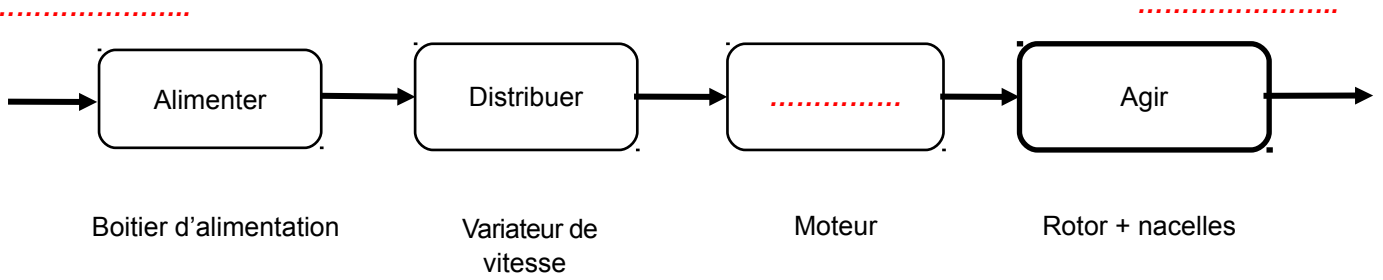 …………………..
…………………..
Alimenter
Distribuer
……………
Agir
Boitier d’alimentation
Variateur de
vitesse
Moteur
Rotor + nacelles